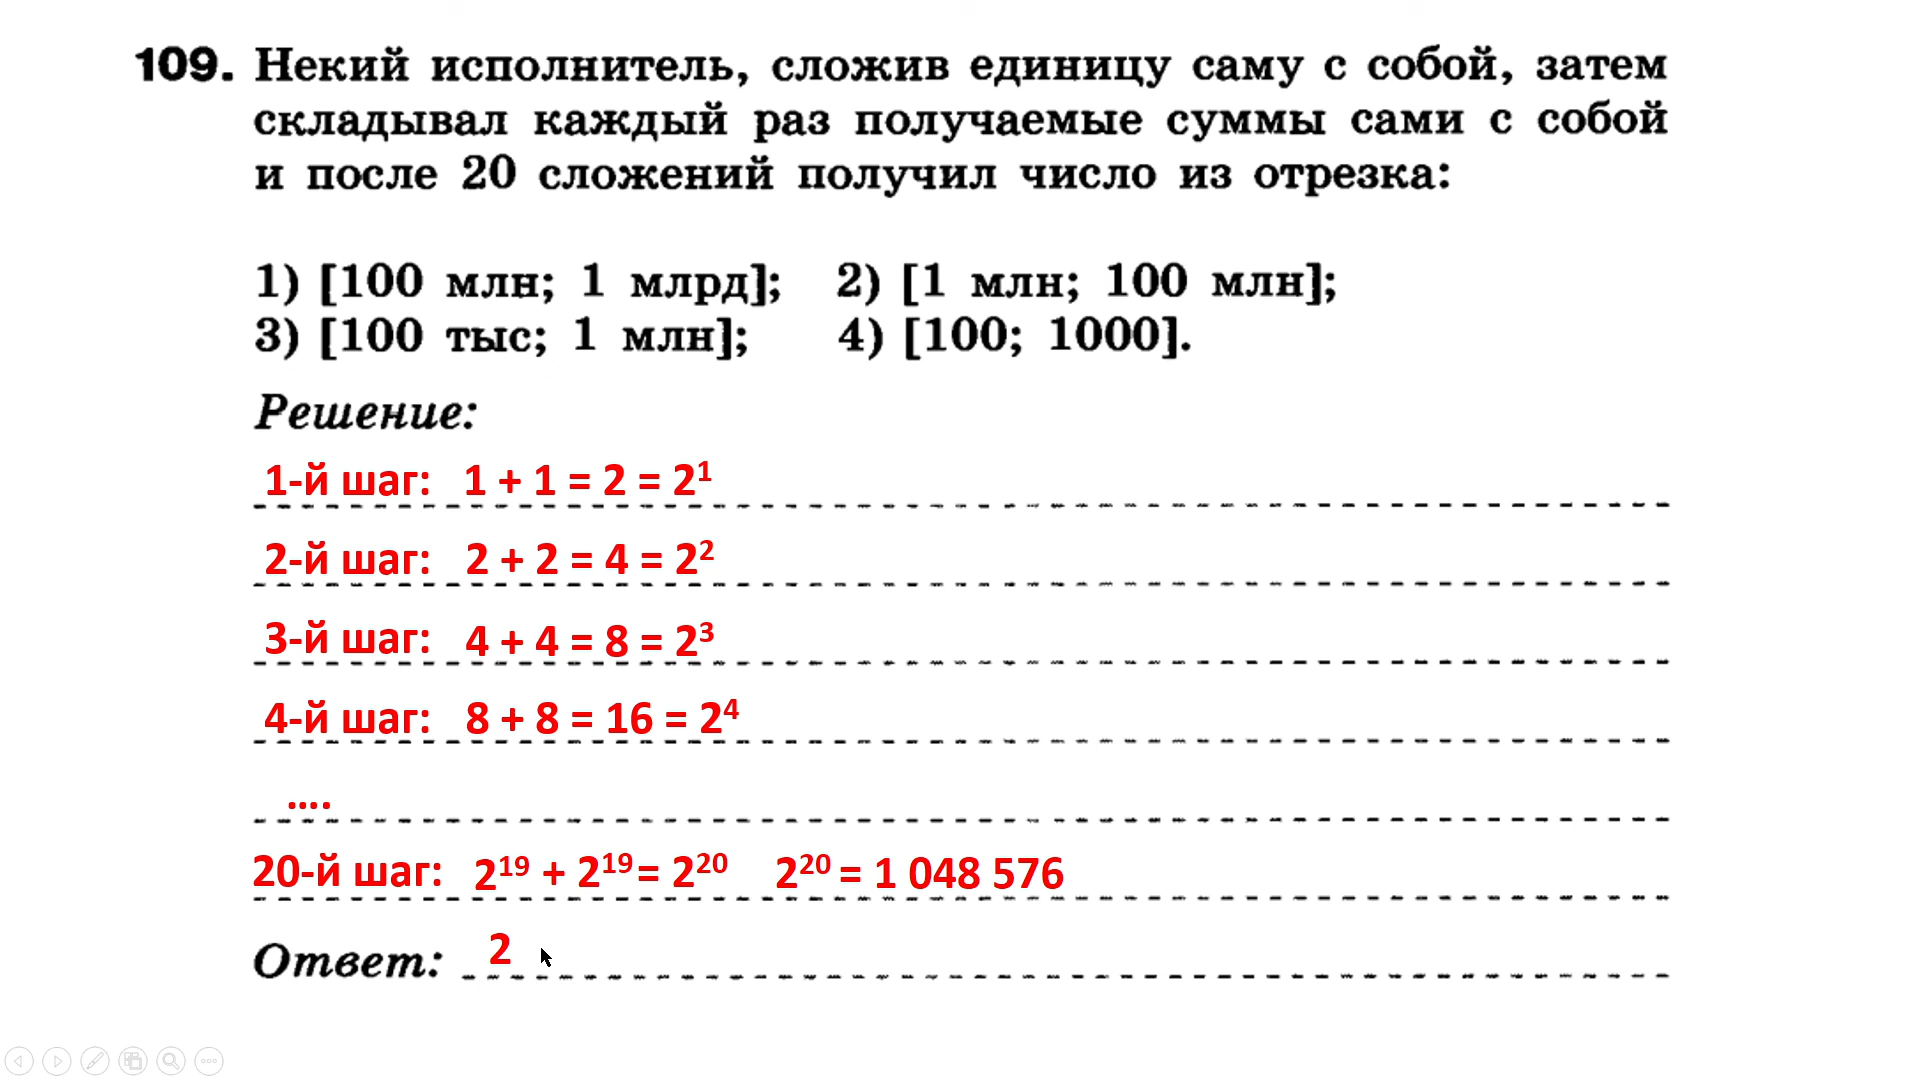 109. Некий исполнитель, сложив единицу саму с собой, затем
складывал каждый раз получаемые суммы сами с собой
и после 20 сложений получил число из отрезка:
1) [100 млн; 1 млрд]; 2) [1 млн; 100 млн];
3) [100 тыс; 1 млн]; 4) [100; 1000].
Решение:
1-й шаг: 1 + 1 = 2 = 2¹
2-й шаг: 2 + 2 = 4 = 2²
3-й шаг: 4 + 4 = 8 = 2³
4-й шаг: 8 + 8 = 16 = 2⁴
....
20-й шаг: 2¹⁹ + 2¹⁹ = 2²⁰ 2²⁰ = 1 048 576
Ответ: 2